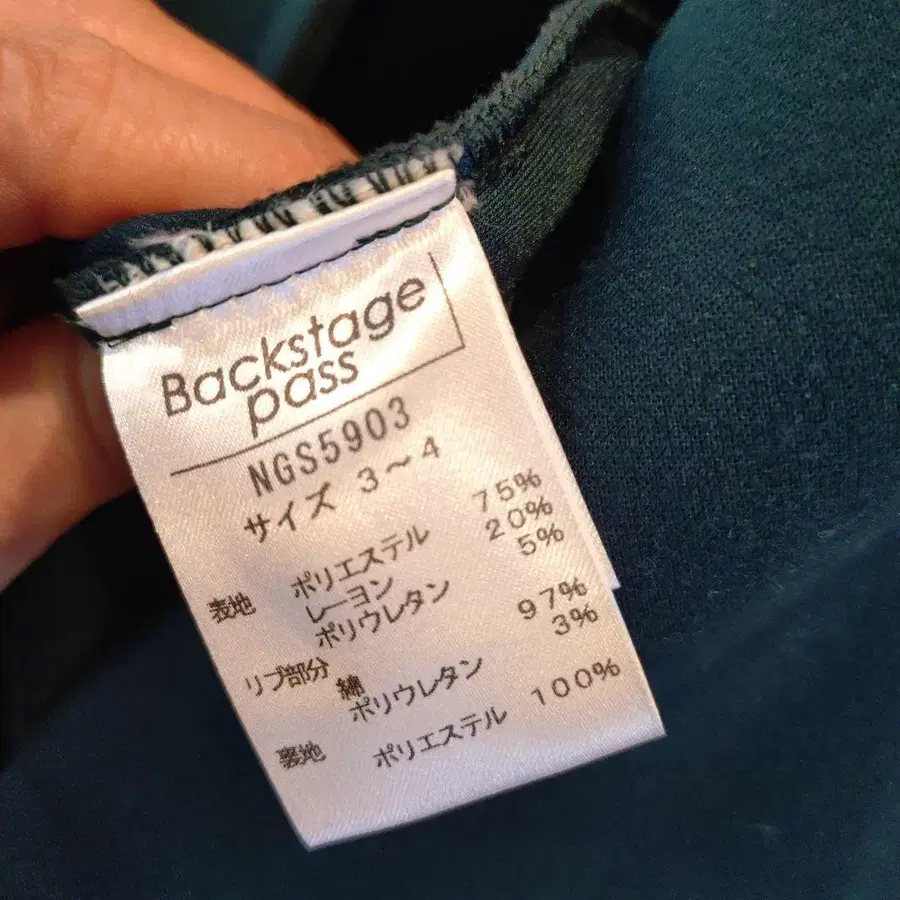 Backstage
pass
NGS5903
サイズ 3～4
表地 ポリエステル 75%
レーヨン 20%
ポリウレタン 5%
リブ部分 綿 97%
ポリウレタン 3%
裏地 ポリエステル 100%